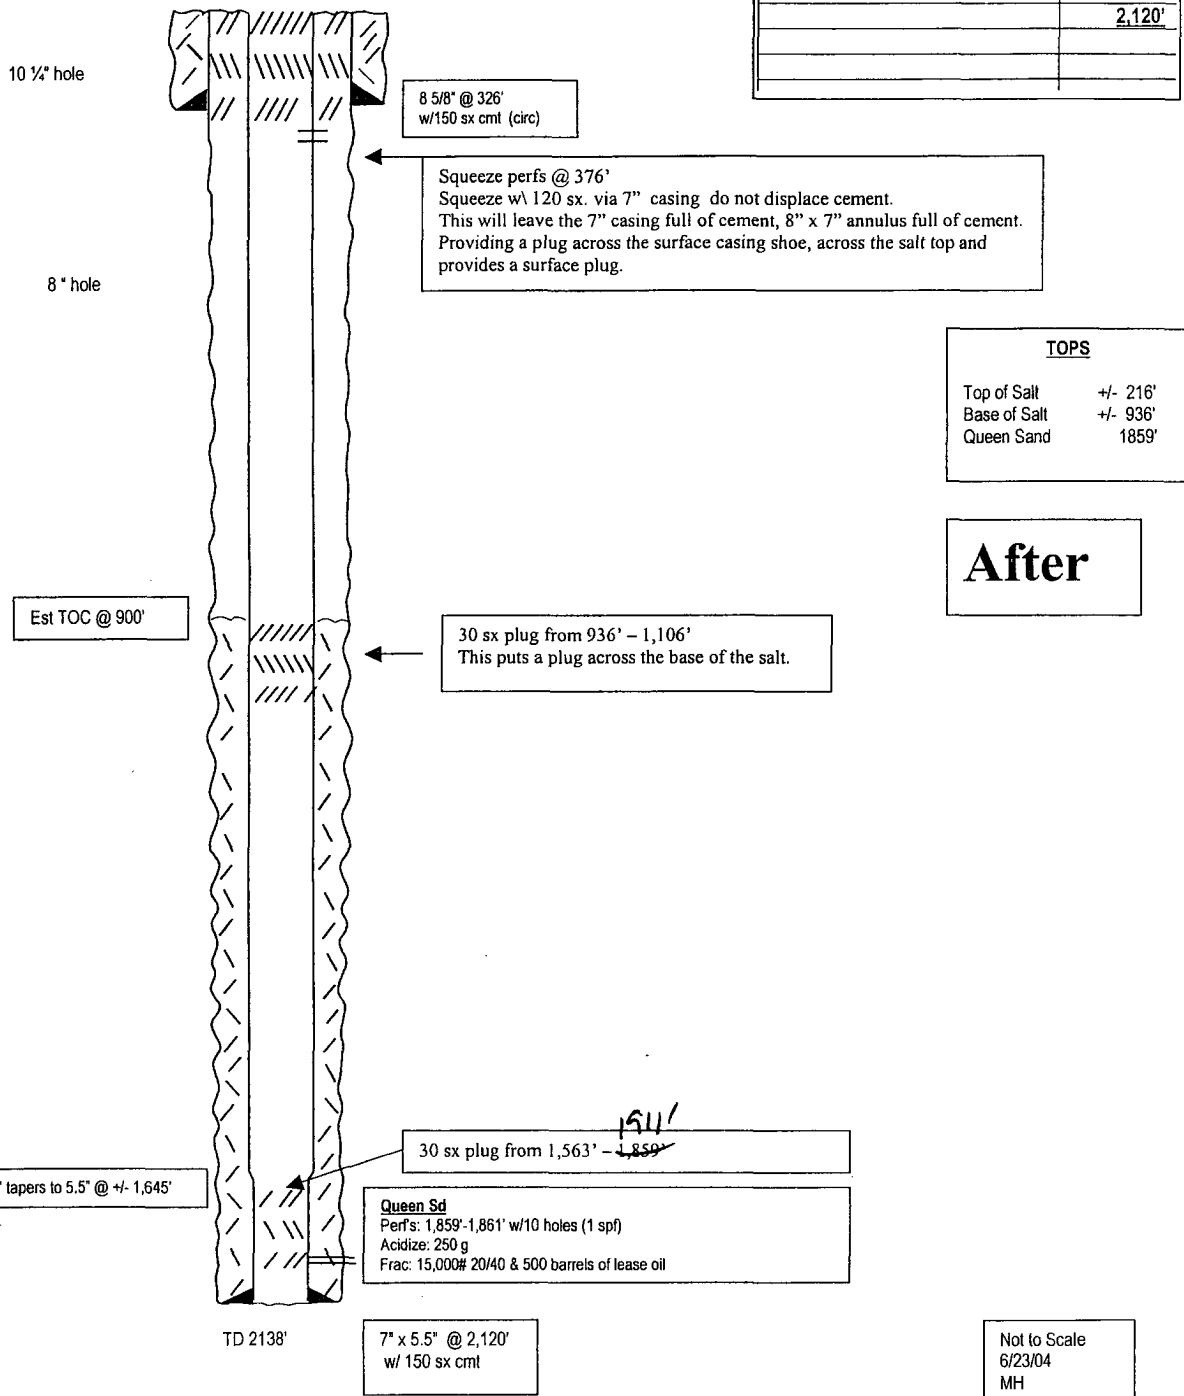 2,120'
10 ¼" hole
8 5/8" @ 326'
w/150 sx cmt (circ)
Squeeze perfs @ 376'
Squeeze w\ 120 sx. via 7" casing do not displace cement.
This will leave the 7" casing full of cement, 8" x 7" annulus full of cement.
Providing a plug across the surface casing shoe, across the salt top and
provides a surface plug.
8 " hole
TOPS
Top of Salt +/- 216'
Base of Salt +/- 936'
Queen Sand 1859'
After
Est TOC @ 900'
30 sx plug from 936' – 1,106'
This puts a plug across the base of the salt.
1911'
30 sx plug from 1,563' – 1,859'
' tapers to 5.5" @ +/- 1,645'
Queen Sd
Perf's: 1,859'-1,861' w/10 holes (1 spf)
Acidize: 250 g
Frac: 15,000# 20/40 & 500 barrels of lease oil
TD 2138'
7" x 5.5" @ 2,120'
w/ 150 sx cmt
Not to Scale
6/23/04
MH